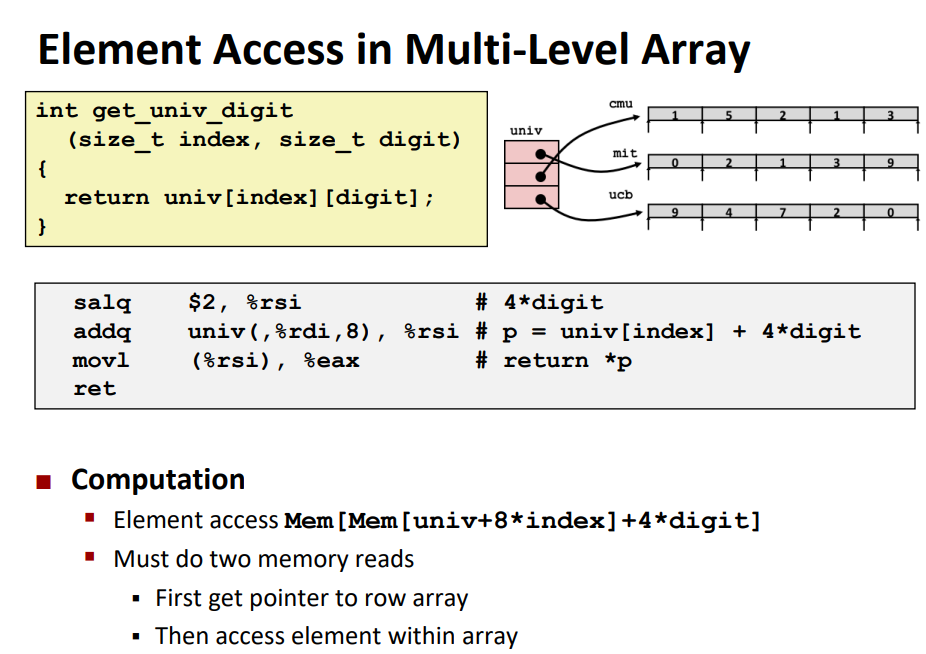 Element Access in Multi-Level Array
int get_univ_digit
(size_t index, size_t digit)
{
return univ[index][digit];
}
univ
cmu
1 5 2 1 3
mit
0 2 1 3 9
ucb
9 4 7 2 0
salq $2, %rsi # 4*digit
addq univ(,%rdi,8), %rsi # p = univ[index] + 4*digit
movl (%rsi), %eax # return *p
ret
Computation
Element access Mem[Mem[univ+8*index]+4*digit]
Must do two memory reads
First get pointer to row array
Then access element within array